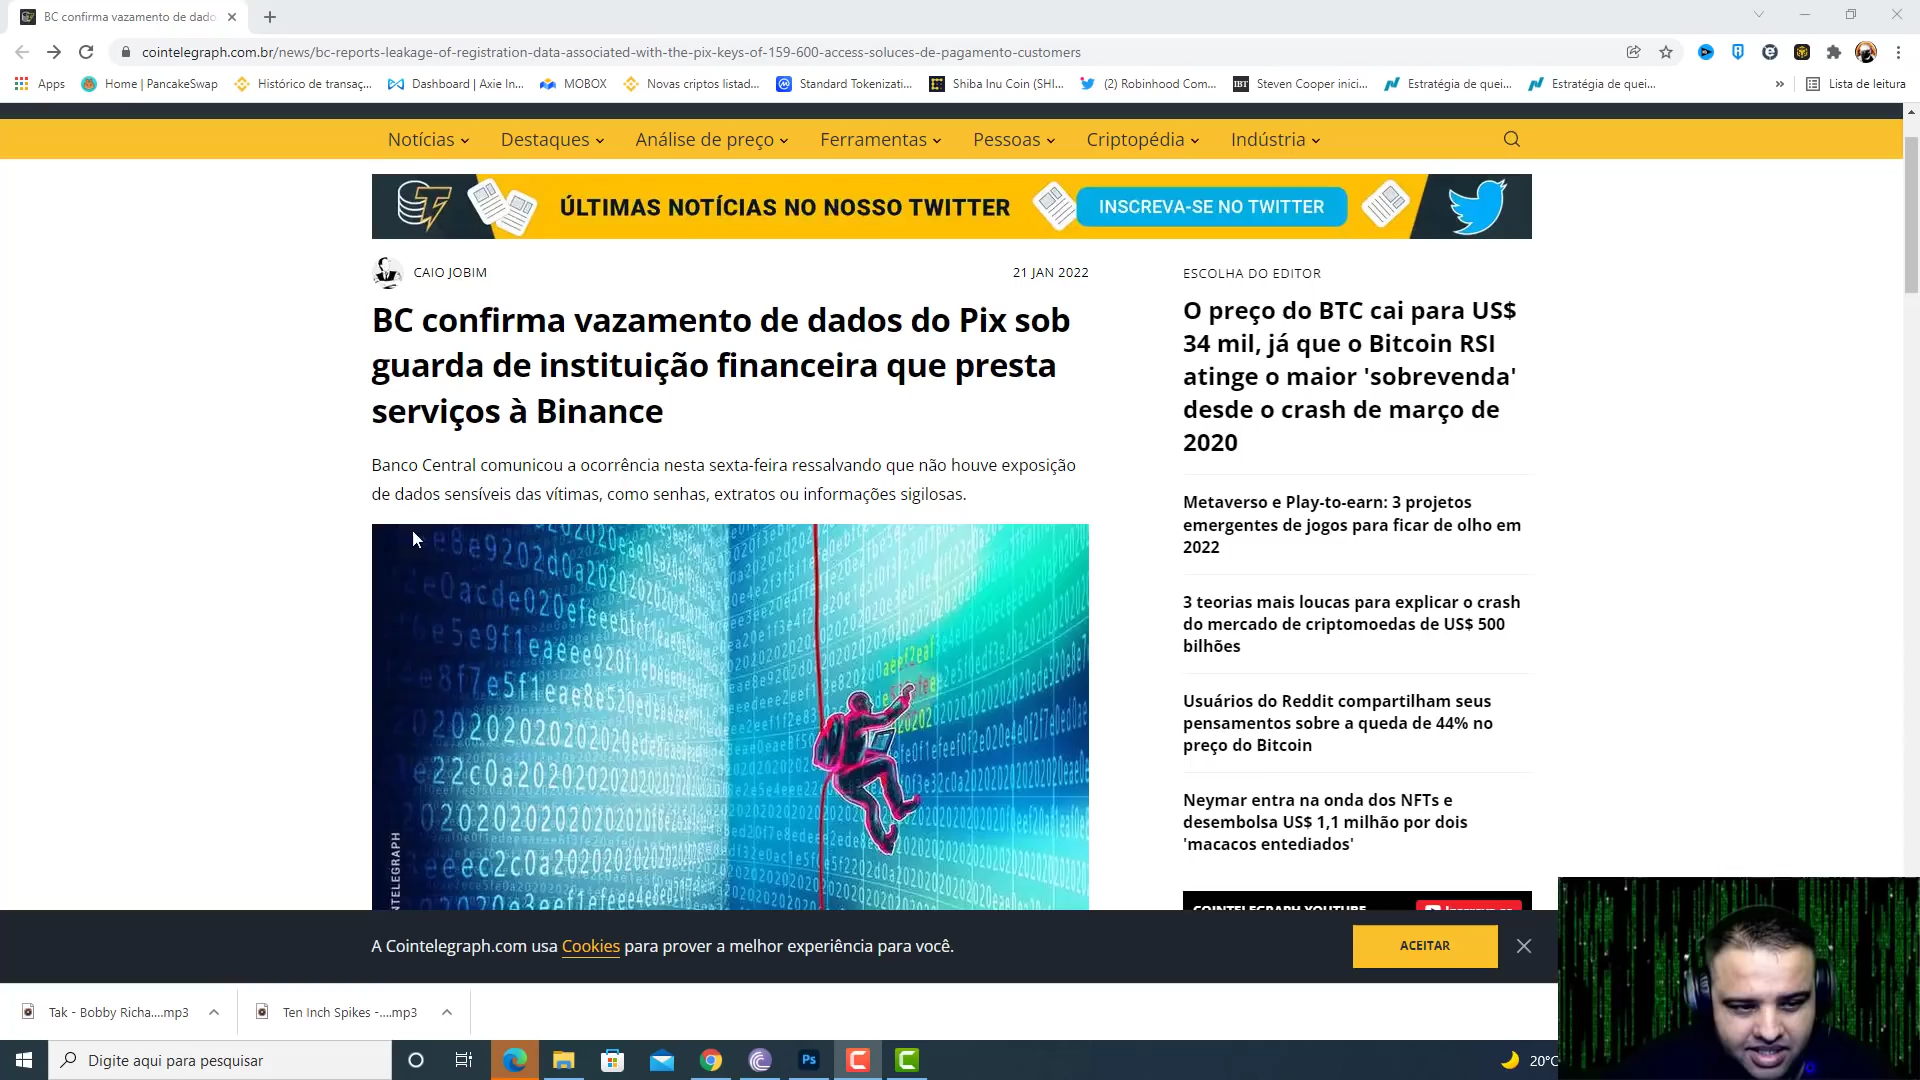 BC confirma vazamento de dado
cointelegraph.com.br/news/bc-reports-leakage-of-registration-data-associated-with-the-pix-keys-of-159-600-access-soluces-de-pagamento-customers
Apps
Home | PancakeSwap
Histórico de transaç...
Dashboard | Axie In...
MOBOX
Novas criptos listad...
Standard Tokenizati...
Shiba Inu Coin (SHI...
(2) Robinhood Com...
IBT Steven Cooper inici...
Estratégia de quei...
Estratégia de quei...
»
Lista de leitura
Notícias
Destaques
Análise de preço
Ferramentas
Pessoas
Criptopédia
Indústria
ÚLTIMAS NOTÍCIAS NO NOSSO TWITTER
INSCREVA-SE NO TWITTER
CAIO JOBIM
21 JAN 2022
BC confirma vazamento de dados do Pix sob
guarda de instituição financeira que presta
serviços à Binance
Banco Central comunicou a ocorrência nesta sexta-feira ressalvando que não houve exposição
de dados sensíveis das vítimas, como senhas, extratos ou informações sigilosas.
ESCOLHA DO EDITOR
O preço do BTC cai para US$
34 mil, já que o Bitcoin RSI
atinge o maior 'sobrevenda'
desde o crash de março de
2020
Metaverso e Play-to-earn: 3 projetos
emergentes de jogos para ficar de olho em
2022
3 teorias mais loucas para explicar o crash
do mercado de criptomoedas de US$ 500
bilhões
Usuários do Reddit compartilham seus
pensamentos sobre a queda de 44% no
preço do Bitcoin
Neymar entra na onda dos NFTs e
desembolsa US$ 1,1 milhão por dois
'macacos entediados'
COINTELEGRAPH YOUTUBE
A Cointelegraph.com usa Cookies para prover a melhor experiência para você.
ACEITAR
Tak - Bobby Richa....mp3
Ten Inch Spikes -....mp3
Digite aqui para pesquisar
Ps
20°C